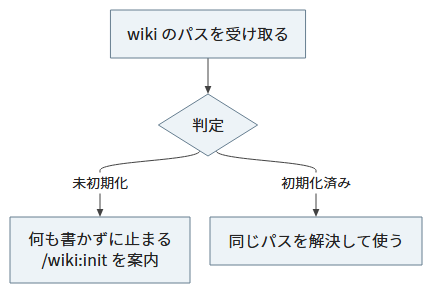 wiki のパスを受け取る
判定
未初期化
初期化済み
何も書かずに止まる
/wiki:init を案内
同じパスを解決して使う